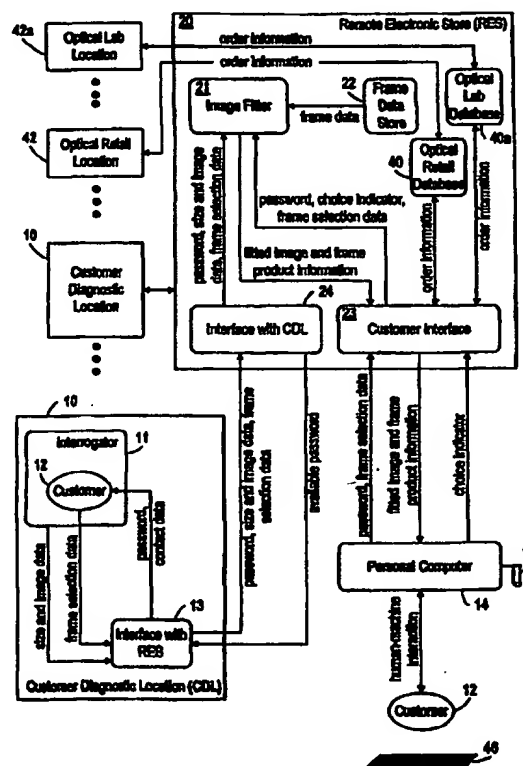 42a
Optical Lab
Location
order information
order information
20
Remote Electronic Store (RES)
21
Image Fitter
22
Frame
Data
Store
frame data
Optical
Lab
Database
40a
42
Optical Retail
Location
40
Optical
Retail
Database
password, size and image
data, frame selection data
password, choice indicator,
frame selection data
fitted image and frame
product information
order information
order information
10
Customer
Diagnostic
Location
24
Interface with CDL
23
Customer Interface
10
Interrogator
11
12
Customer
size and image data
frame selection data
password,
contact data
13
Interface with
RES
Customer Diagnostic Location (CDL)
password, size and image data, frame
selection data
available password
password, frame selection data
fitted image and frame
product information
choice indicator
Personal Computer
14
human-machine
interaction
12
Customer
46